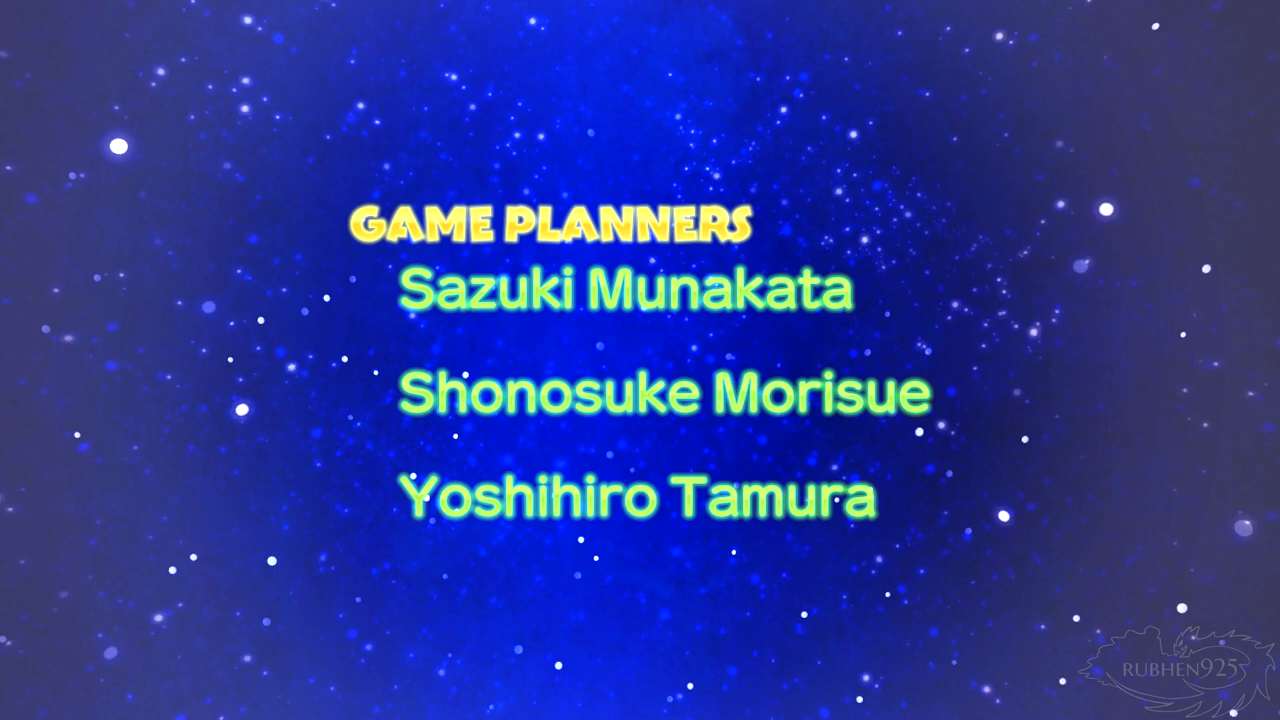 GAME PLANNERS
Sazuki Munakata
Shonosuke Morisue
Yoshihiro Tamura
RUBHEN925